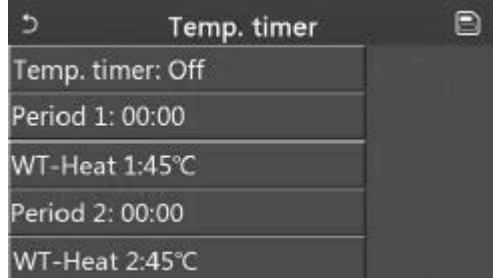 Temp. timer
Temp. timer: Off
Period 1: 00:00
WT-Heat 1:45℃
Period 2: 00:00
WT-Heat 2:45℃